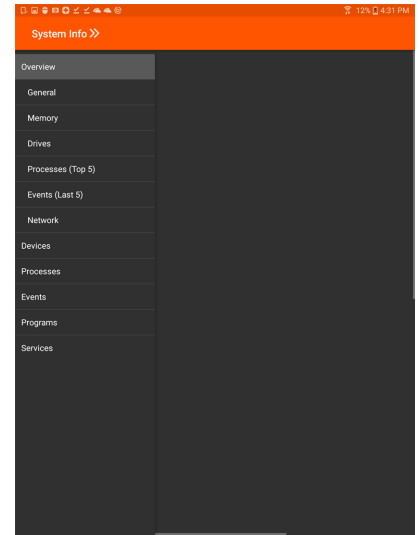 12% 4:31 PM
System Info
Overview
General
Memory
Drives
Processes (Top 5)
Events (Last 5)
Network
Devices
Processes
Events
Programs
Services